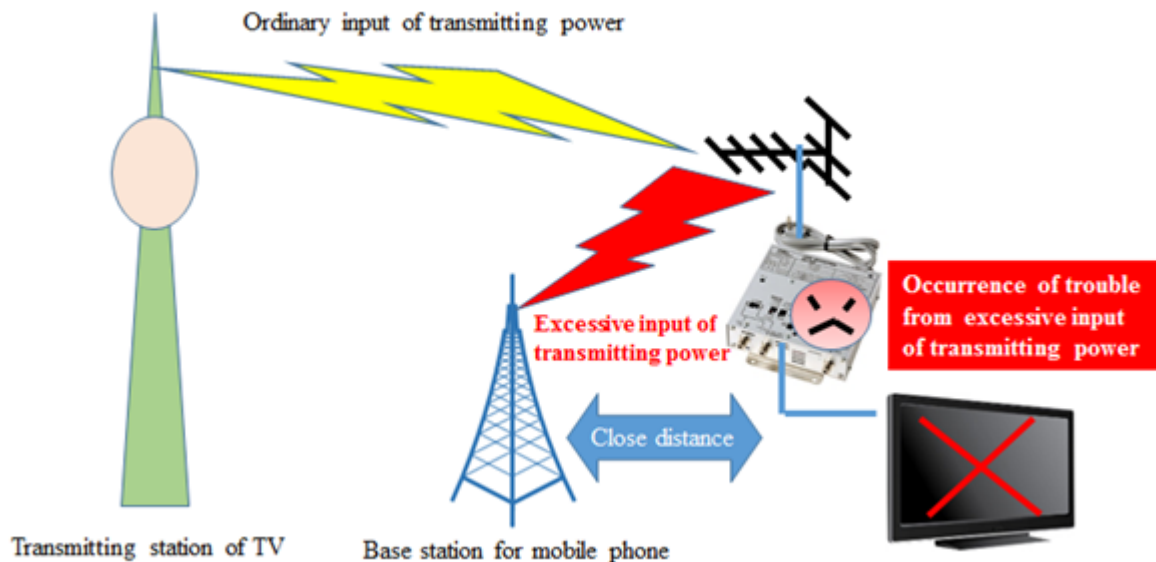 Ordinary input of transmitting power
Excessive input of
transmitting power
Occurrence of trouble
from excessive input
of transmitting power
Close distance
Transmitting station of TV
Base station for mobile phone